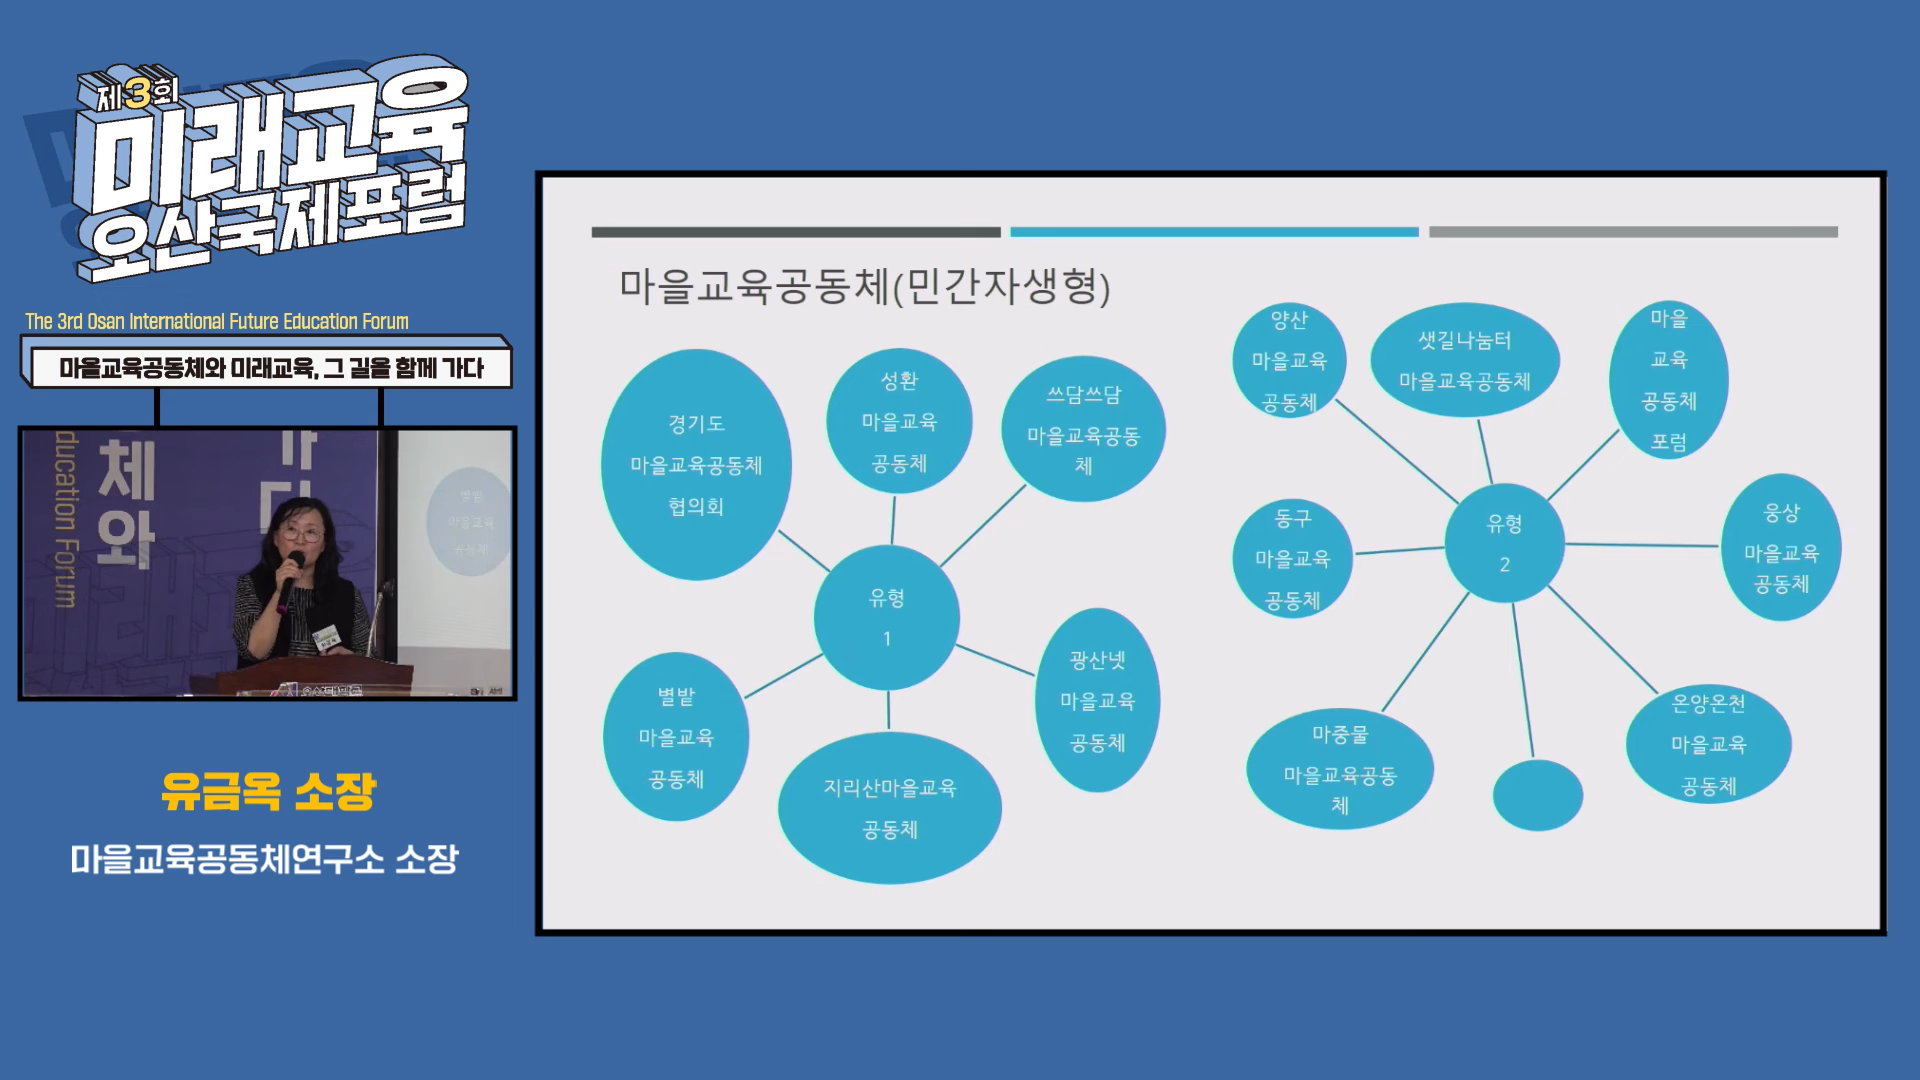 제3회
미래교육
오산국제포럼
The 3rd Osan International Future Education Forum
마을교육공동체와 미래교육, 그 길을 함께 가다
ducation Forum
체와
가다
별밭
마을교육
공동체
유금옥 소장
마을교육공동체연구소 소장
마을교육공동체(민간자생형)
경기도
마을교육공동체
협의회
성환
마을교육
공동체
쓰담쓰담
마을교육공동
체
유형
1
별밭
마을교육
공동체
지리산마을교육
공동체
광산넷
마을교육
공동체
양산
마을교육
공동체
샛길나눔터
마을교육공동체
마을
교육
공동체
포럼
동구
마을교육
공동체
유형
2
웅상
마을교육
공동체
마중물
마을교육공동
체
온양온천
마을교육
공동체